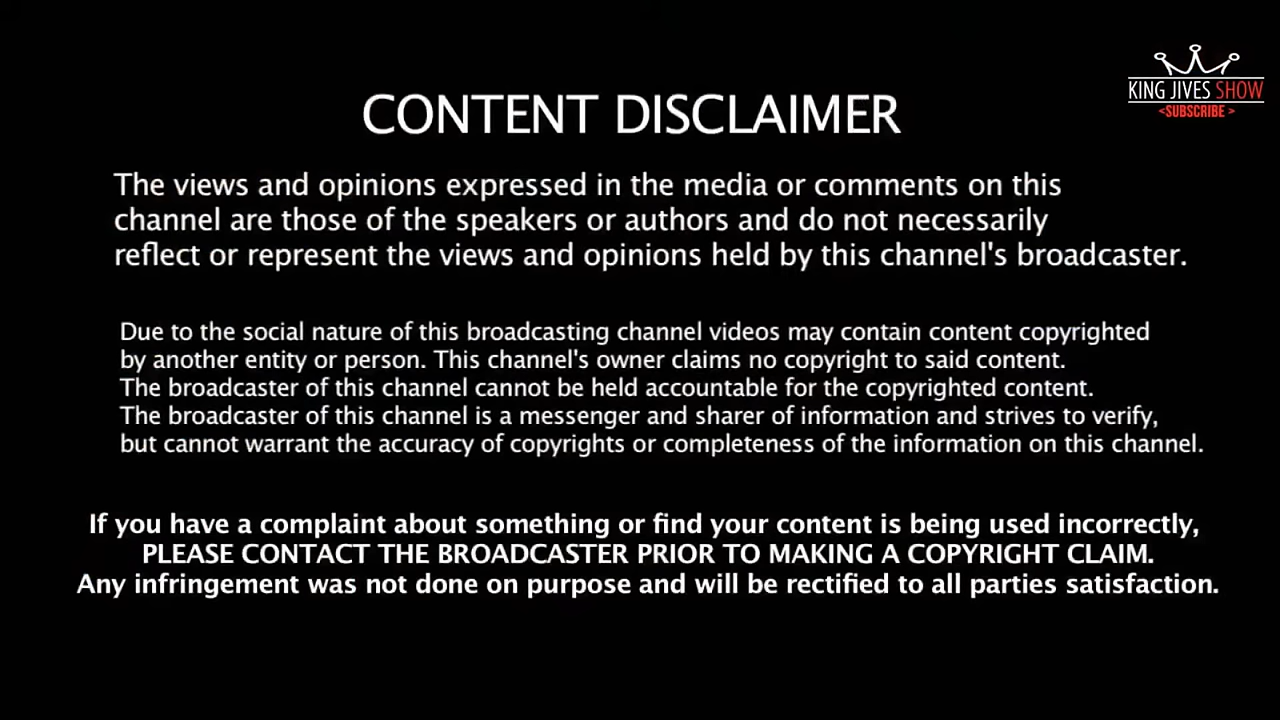 KING JIVES SHOW
<SUBSCRIBE >
CONTENT DISCLAIMER
The views and opinions expressed in the media or comments on this
channel are those of the speakers or authors and do not necessarily
reflect or represent the views and opinions held by this channel's broadcaster.
Due to the social nature of this broadcasting channel videos may contain content copyrighted
by another entity or person. This channel's owner claims no copyright to said content.
The broadcaster of this channel cannot be held accountable for the copyrighted content.
The broadcaster of this channel is a messenger and sharer of information and strives to verify,
but cannot warrant the accuracy of copyrights or completeness of the information on this channel.
If you have a complaint about something or find your content is being used incorrectly,
PLEASE CONTACT THE BROADCASTER PRIOR TO MAKING A COPYRIGHT CLAIM.
Any infringement was not done on purpose and will be rectified to all parties satisfaction.